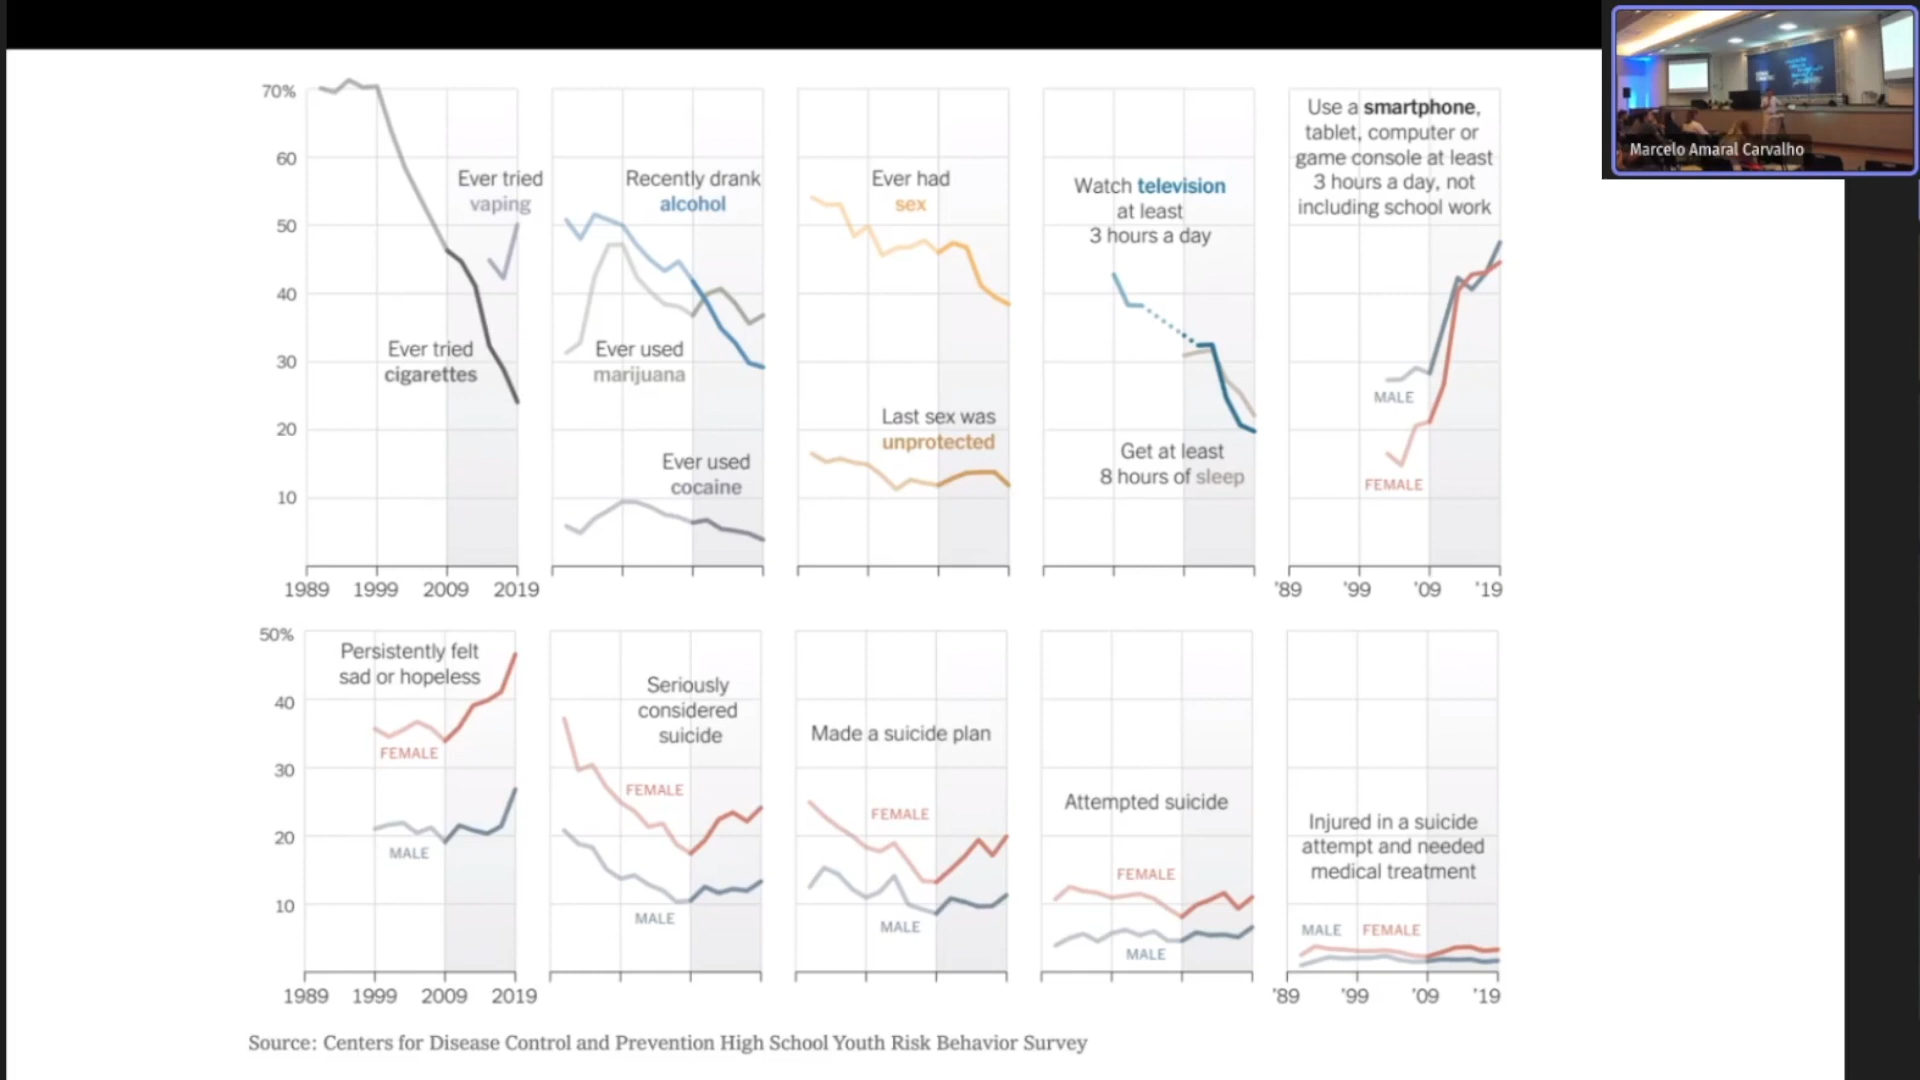 70%
60
50
40
30
20
10
Ever tried
vaping
Ever tried
cigarettes
1989 1999 2009 2019
Recently drank
alcohol
Ever used
marijuana
Ever used
cocaine
Ever had
sex
Last sex was
unprotected
Watch television
at least
3 hours a day
Get at least
8 hours of sleep
Use a smartphone,
tablet, computer or
game console at least
3 hours a day, not
including school work
MALE
FEMALE
'89 '99 '09 '19
Marcelo Amaral Carvalho
50%
40
30
20
10
Persistently felt
sad or hopeless
FEMALE
MALE
1989 1999 2009 2019
Seriously
considered
suicide
FEMALE
MALE
Made a suicide plan
FEMALE
MALE
Attempted suicide
FEMALE
MALE
Injured in a suicide
attempt and needed
medical treatment
MALE FEMALE
'89 '99 '09 '19
Source: Centers for Disease Control and Prevention High School Youth Risk Behavior Survey